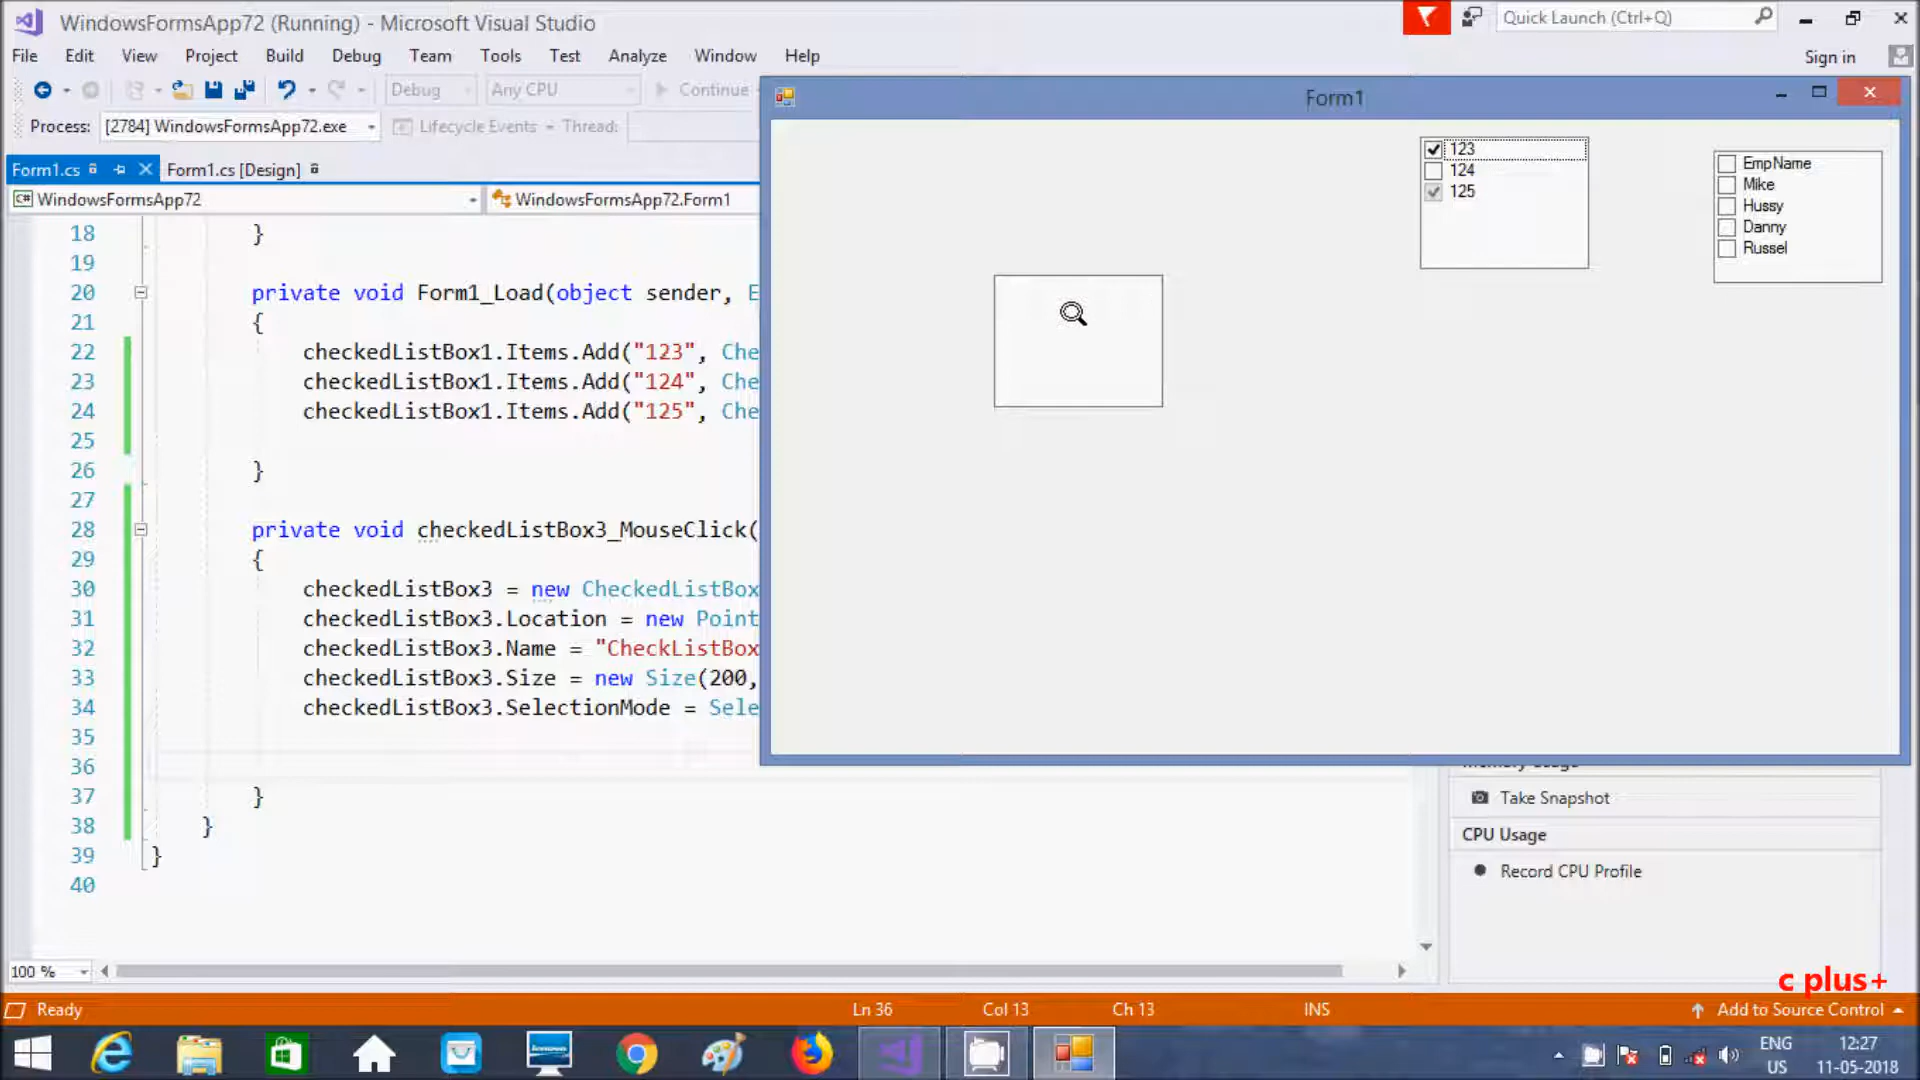 WindowsFormsApp72 (Running) - Microsoft Visual Studio
Quick Launch (Ctrl+Q)
File Edit View Project Build Debug Team Tools Test Analyze Window Help
Sign in
Debug Any CPU Continue
Process: [2784] WindowsFormsApp72.exe Lifecycle Events Thread:
Form1.cs Form1.cs [Design]
C# WindowsFormsApp72 WindowsFormsApp72.Form1
18 }
19
20 private void Form1_Load(object sender, E
21 {
22 checkedListBox1.Items.Add("123", Che
23 checkedListBox1.Items.Add("124", Che
24 checkedListBox1.Items.Add("125", Che
25
26 }
27
28 private void checkedListBox3_MouseClick(
29 {
30 checkedListBox3 = new CheckedListBox
31 checkedListBox3.Location = new Point
32 checkedListBox3.Name = "CheckListBox
33 checkedListBox3.Size = new Size(200,
34 checkedListBox3.SelectionMode = Sele
35
36
37 }
38 }
39 }
40
Form1
123
124
125
EmpName
Mike
Hussy
Danny
Russel
Take Snapshot
CPU Usage
Record CPU Profile
100 %
c plus+
Ready Ln 36 Col 13 Ch 13 INS Add to Source Control
ENG 12:27
US 11-05-2018